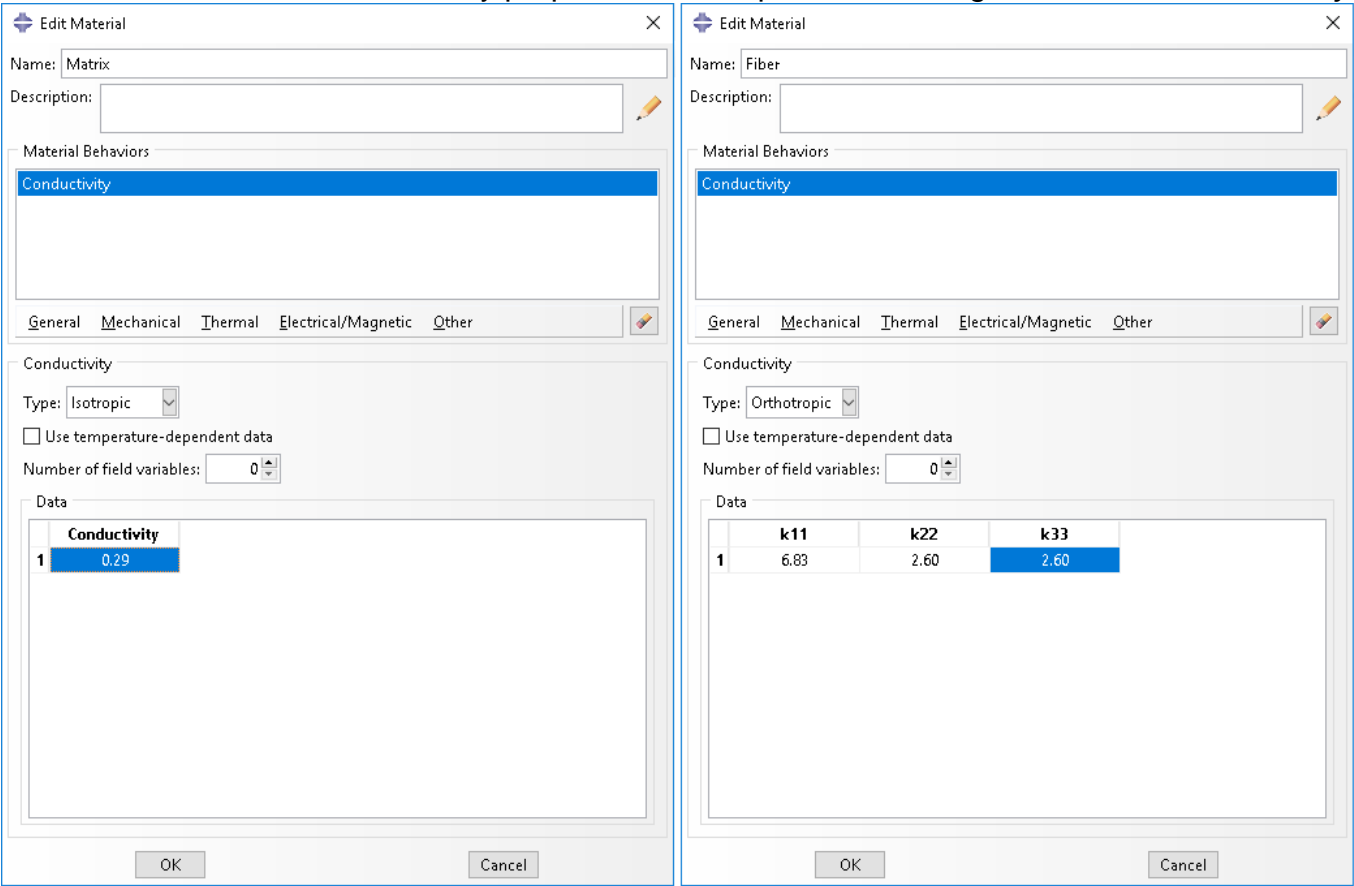 Edit Material
Name: Matrix
Description:
Material Behaviors
Conductivity
General Mechanical Thermal Electrical/Magnetic Other
Conductivity
Type: Isotropic
Use temperature-dependent data
Number of field variables: 0
Data
Conductivity
1 0.29
OK Cancel
Edit Material
Name: Fiber
Description:
Material Behaviors
Conductivity
General Mechanical Thermal Electrical/Magnetic Other
Conductivity
Type: Orthotropic
Use temperature-dependent data
Number of field variables: 0
Data
k11 k22 k33
1 6.83 2.60 2.60
OK Cancel